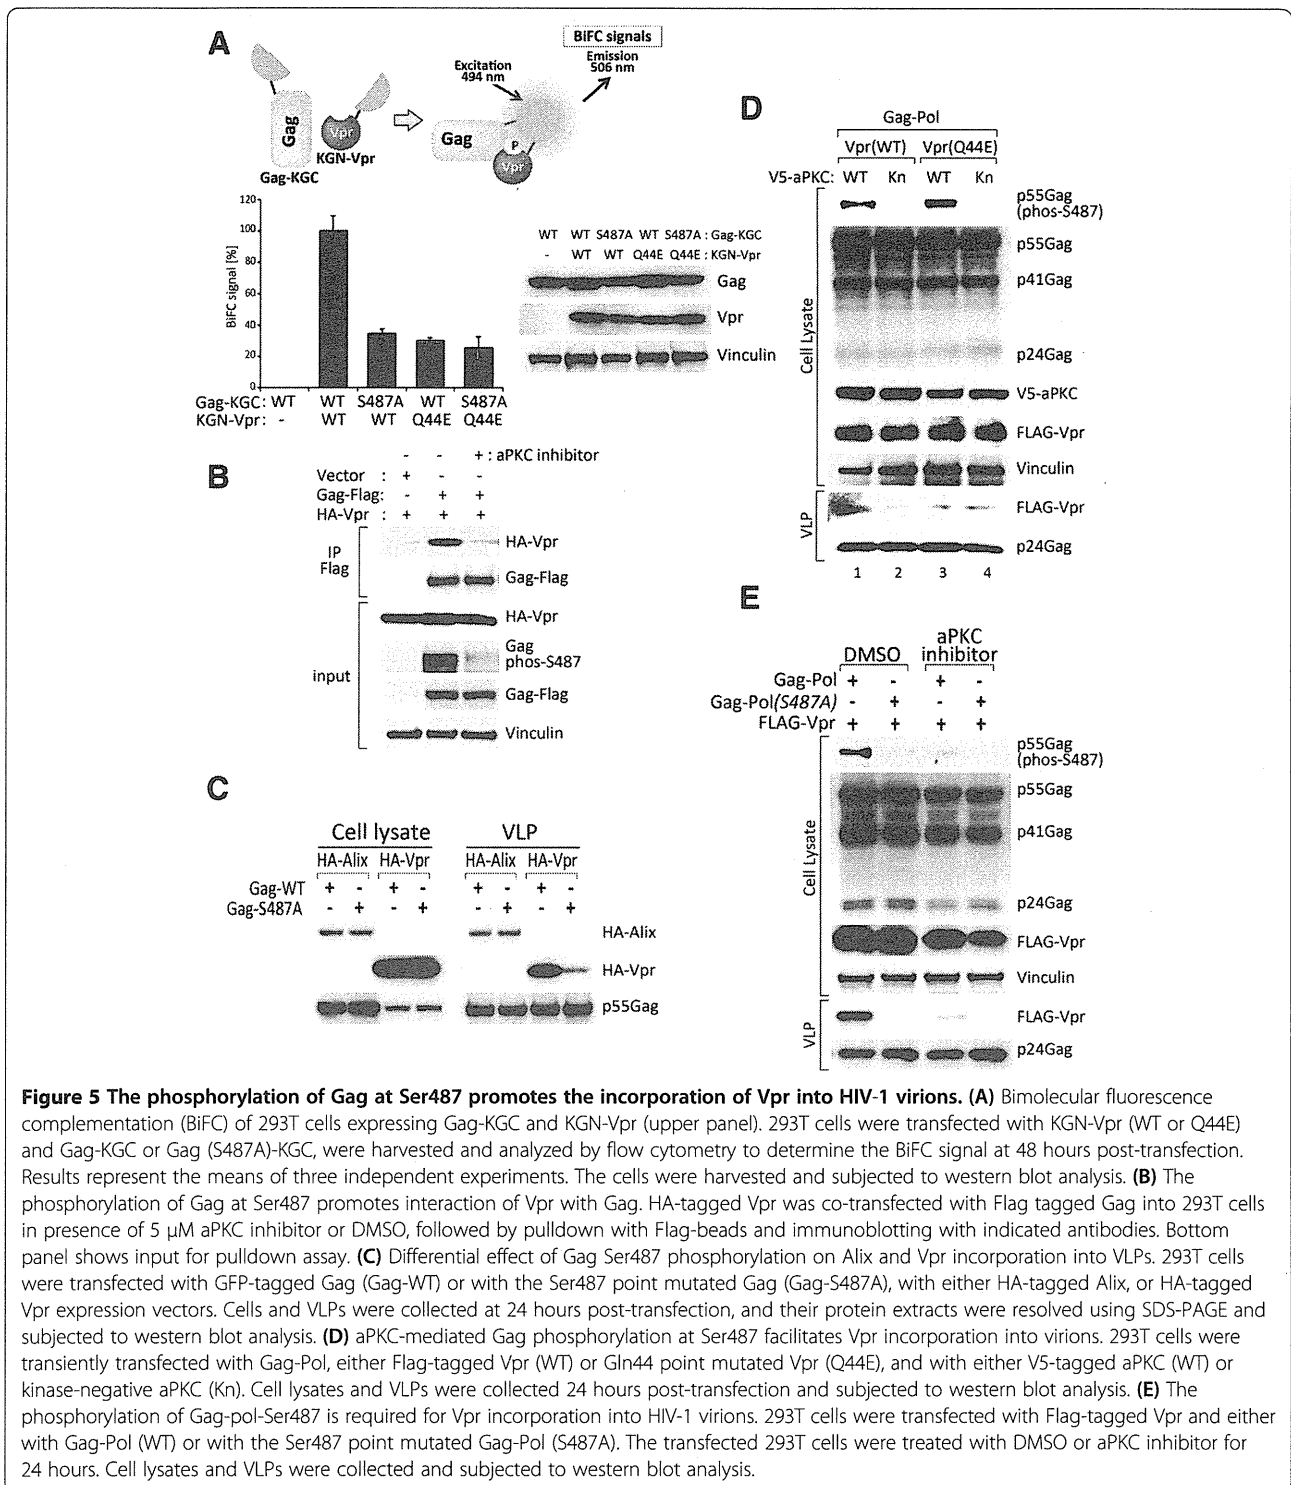 A
BiFC signals
Excitation
494 nm
Emission
506 nm
Gag
Vpr
KGN-Vpr
Gag-KGC
Gag
P
Vpr
BiFC signal [%]
120
100
80
60
40
20
0
Gag-KGC: WT WT S487A WT S487A
KGN-Vpr: - WT WT Q44E Q44E
WT WT S487A WT S487A : Gag-KGC
- WT WT Q44E Q44E : KGN-Vpr
Gag
Vpr
Vinculin
B
- - + : aPKC inhibitor
Vector : + - -
Gag-Flag: - + +
HA-Vpr : + + +
IP
Flag
HA-Vpr
Gag-Flag
input
HA-Vpr
Gag
phos-S487
Gag-Flag
Vinculin
C
Cell lysate VLP
HA-Alix HA-Vpr HA-Alix HA-Vpr
Gag-WT + - + - + - + -
Gag-S487A - + - + - + - +
HA-Alix
HA-Vpr
p55Gag
D
Gag-Pol
Vpr(WT) Vpr(Q44E)
V5-aPKC: WT Kn WT Kn
Cell Lysate
p55Gag
(phos-S487)
p55Gag
p41Gag
p24Gag
V5-aPKC
FLAG-Vpr
Vinculin
VLP
FLAG-Vpr
p24Gag
1 2 3 4
E
DMSO
aPKC
inhibitor
Gag-Pol + - + -
Gag-Pol(S487A) - + - +
FLAG-Vpr + + + +
Cell Lysate
p55Gag
(phos-S487)
p55Gag
p41Gag
p24Gag
FLAG-Vpr
Vinculin
VLP
FLAG-Vpr
p24Gag
Figure 5 The phosphorylation of Gag at Ser487 promotes the incorporation of Vpr into HIV-1 virions. (A) Bimolecular fluorescence
complementation (BiFC) of 293T cells expressing Gag-KGC and KGN-Vpr (upper panel). 293T cells were transfected with KGN-Vpr (WT or Q44E)
and Gag-KGC or Gag (S487A)-KGC, were harvested and analyzed by flow cytometry to determine the BiFC signal at 48 hours post-transfection.
Results represent the means of three independent experiments. The cells were harvested and subjected to western blot analysis. (B) The
phosphorylation of Gag at Ser487 promotes interaction of Vpr with Gag. HA-tagged Vpr was co-transfected with Flag tagged Gag into 293T cells
in presence of 5 μM aPKC inhibitor or DMSO, followed by pulldown with Flag-beads and immunoblotting with indicated antibodies. Bottom
panel shows input for pulldown assay. (C) Differential effect of Gag Ser487 phosphorylation on Alix and Vpr incorporation into VLPs. 293T cells
were transfected with GFP-tagged Gag (Gag-WT) or with the Ser487 point mutated Gag (Gag-S487A), with either HA-tagged Alix, or HA-tagged
Vpr expression vectors. Cells and VLPs were collected at 24 hours post-transfection, and their protein extracts were resolved using SDS-PAGE and
subjected to western blot analysis. (D) aPKC-mediated Gag phosphorylation at Ser487 facilitates Vpr incorporation into virions. 293T cells were
transiently transfected with Gag-Pol, either Flag-tagged Vpr (WT) or Gln44 point mutated Vpr (Q44E), and with either V5-tagged aPKC (WT) or
kinase-negative aPKC (Kn). Cell lysates and VLPs were collected 24 hours post-transfection and subjected to western blot analysis. (E) The
phosphorylation of Gag-pol-Ser487 is required for Vpr incorporation into HIV-1 virions. 293T cells were transfected with Flag-tagged Vpr and either
with Gag-Pol (WT) or with the Ser487 point mutated Gag-Pol (S487A). The transfected 293T cells were treated with DMSO or aPKC inhibitor for
24 hours. Cell lysates and VLPs were collected and subjected to western blot analysis.